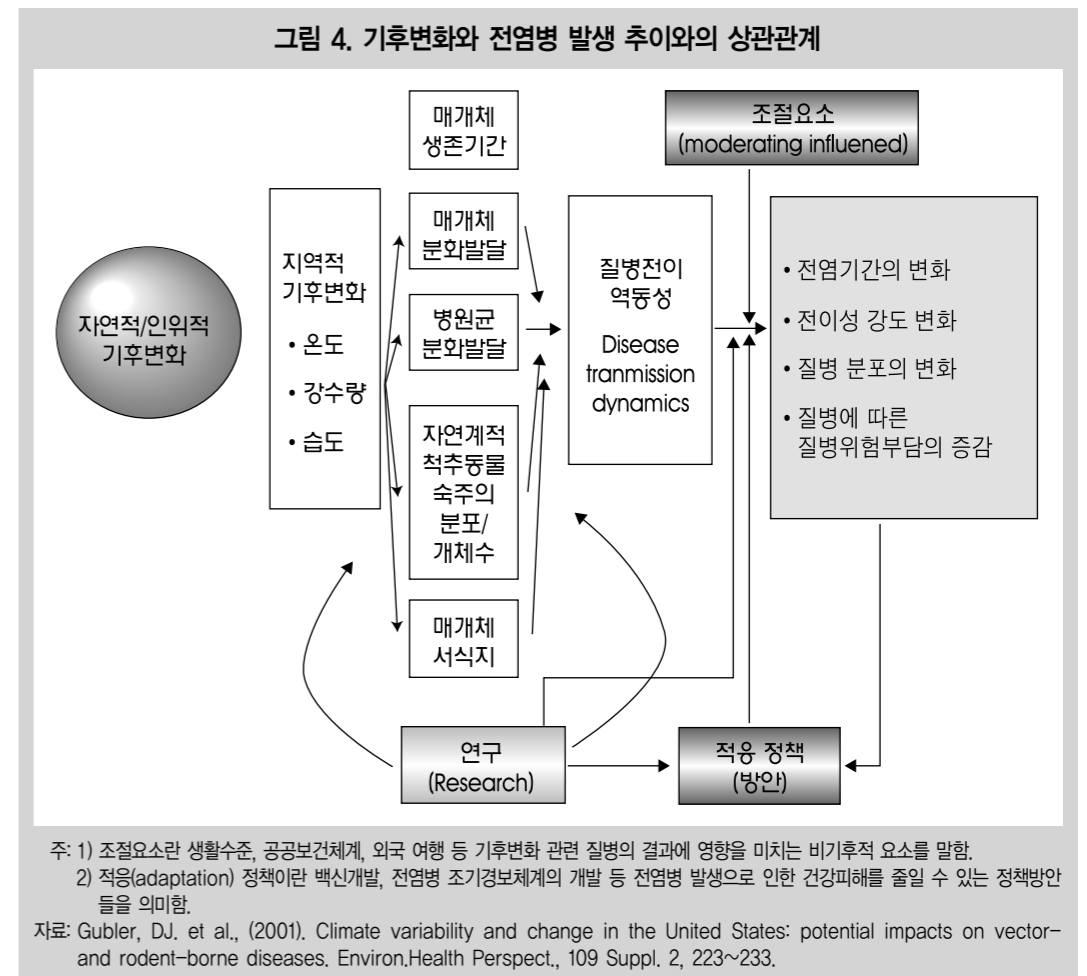 그림 4. 기후변화와 전염병 발생 추이와의 상관관계
매개체
생존기간
조절요소
(moderating influened)
자연적/인위적
기후변화
지역적
기후변화
• 온도
• 강수량
• 습도
매개체
분화발달
병원균
분화발달
자연계적
척추동물
숙주의
분포/
개체수
매개체
서식지
질병전이
역동성
Disease
tranmission
dynamics
• 전염기간의 변화
• 전이성 강도 변화
• 질병 분포의 변화
• 질병에 따른
질병위험부담의 증감
연구
(Research)
적응 정책
(방안)
주: 1) 조절요소란 생활수준, 공공보건체계, 외국 여행 등 기후변화 관련 질병의 결과에 영향을 미치는 비기후적 요소를 말함.
2) 적응(adaptation) 정책이란 백신개발, 전염병 조기경보체계의 개발 등 전염병 발생으로 인한 건강피해를 줄일 수 있는 정책방안
들을 의미함.
자료: Gubler, DJ. et al., (2001). Climate variability and change in the United States: potential impacts on vector-
and rodent-borne diseases. Environ.Health Perspect., 109 Suppl. 2, 223~233.